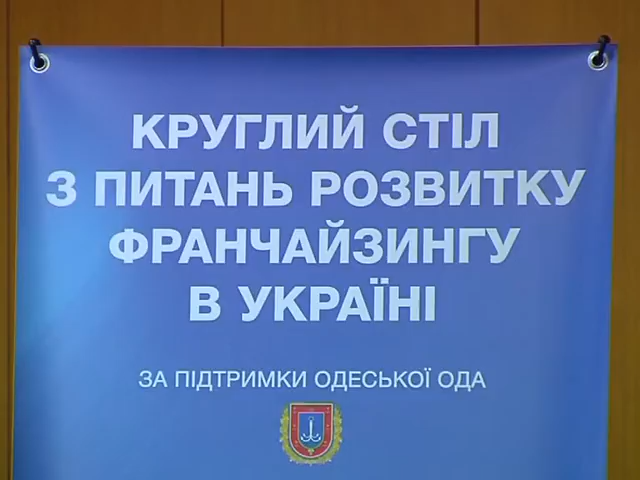 КРУГЛИЙ СТІЛ
З ПИТАНЬ РОЗВИТКУ
ФРАНЧАЙЗИНГУ
В УКРАЇНІ
ЗА ПІДТРИМКИ ОДЕСЬКОЇ ОДА